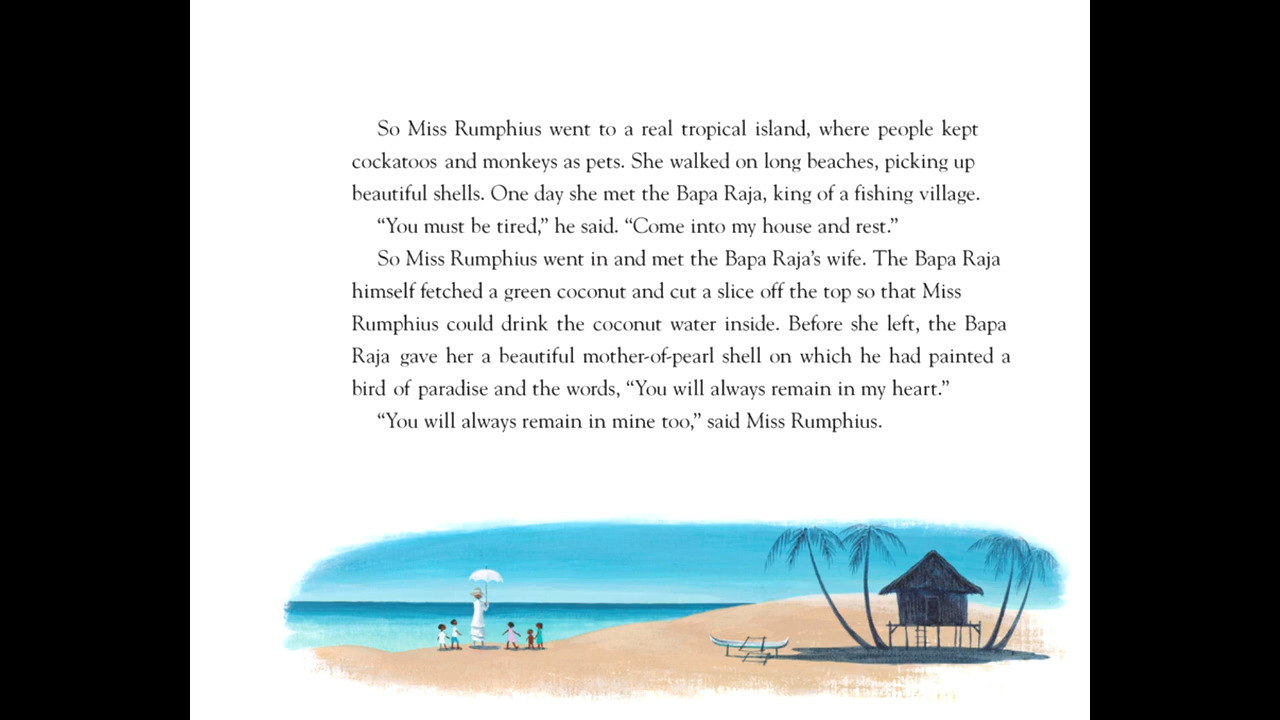 So Miss Rumphius went to a real tropical island, where people kept
cockatoos and monkeys as pets. She walked on long beaches, picking up
beautiful shells. One day she met the Bapa Raja, king of a fishing village.
“You must be tired,” he said. “Come into my house and rest.”
So Miss Rumphius went in and met the Bapa Raja’s wife. The Bapa Raja
himself fetched a green coconut and cut a slice off the top so that Miss
Rumphius could drink the coconut water inside. Before she left, the Bapa
Raja gave her a beautiful mother-of-pearl shell on which he had painted a
bird of paradise and the words, “You will always remain in my heart.”
“You will always remain in mine too,” said Miss Rumphius.